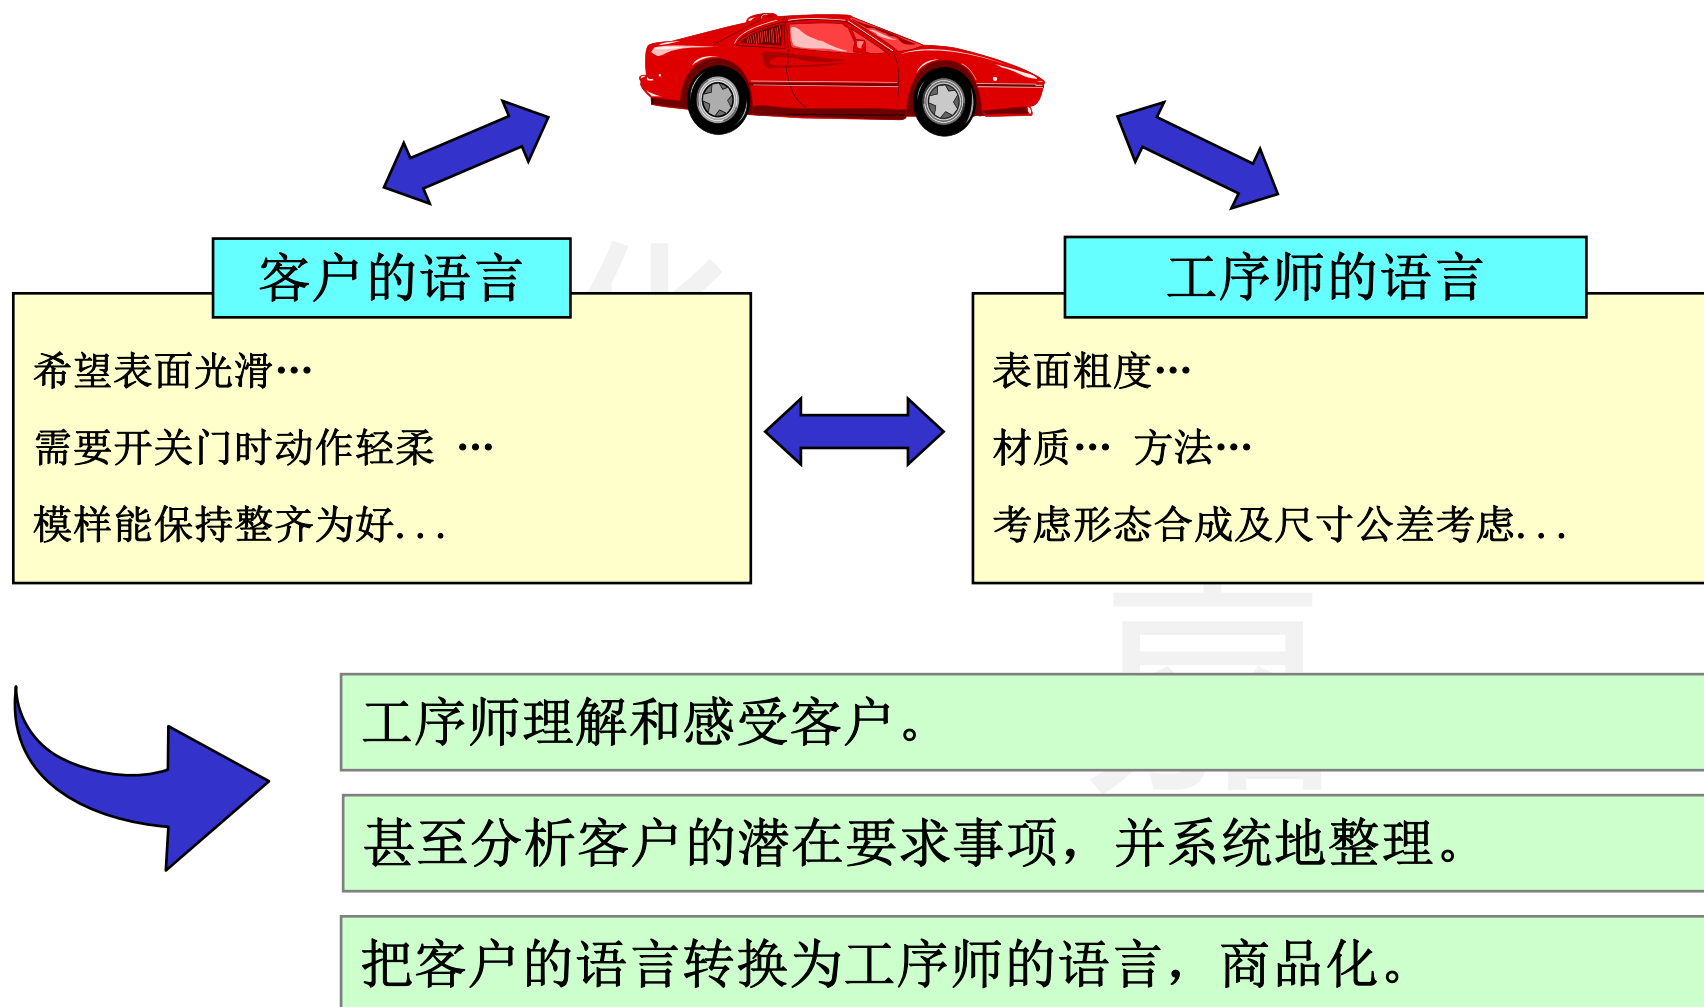 客户的语言
希望表面光滑…
需要开关门时动作轻柔 …
模样能保持整齐为好...
工序师的语言
表面粗度…
材质… 方法…
考虑形态合成及尺寸公差考虑...
工序师理解和感受客户。
甚至分析客户的潜在要求事项，并系统地整理。
把客户的语言转换为工序师的语言，商品化。